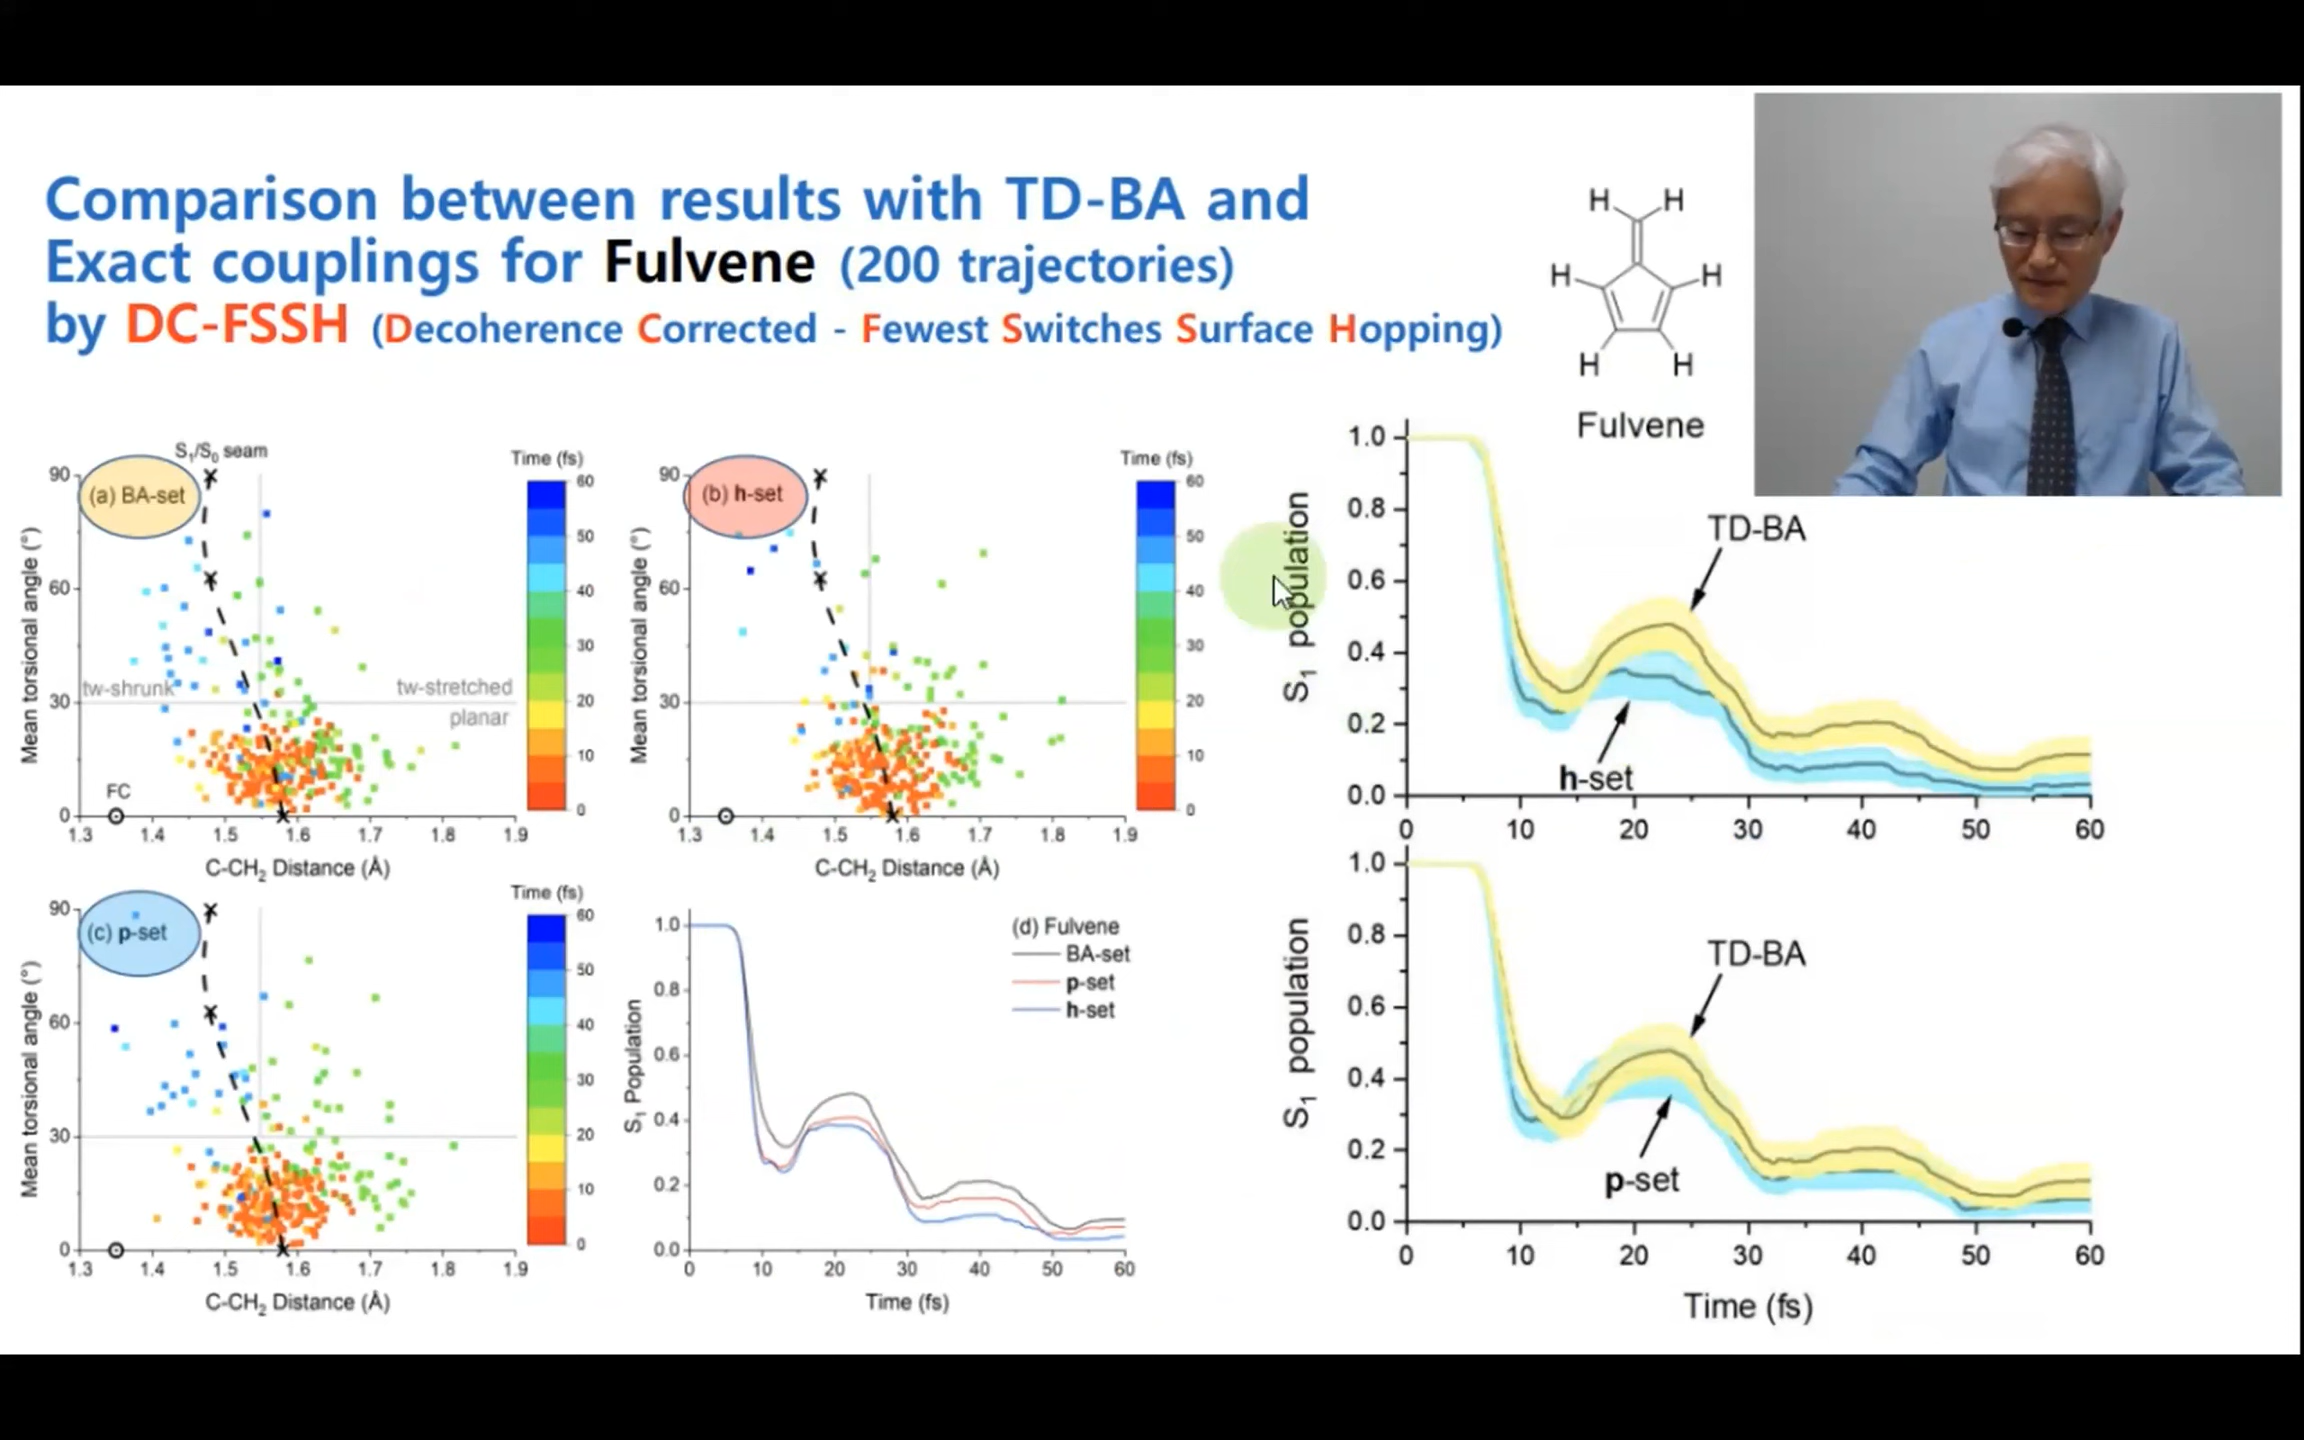 Comparison between results with TD-BA and
Exact couplings for Fulvene (200 trajectories)
by DC-FSSH (Decoherence Corrected - Fewest Switches Surface Hopping)
H H
H H
H H
Fulvene
S1/S0 seam
Time (fs)
(a) BA-set
90
60
30
0
Mean torsional angle (°)
tw-shrunk
tw-stretched
planar
FC
1.3 1.4 1.5 1.6 1.7 1.8 1.9
C-CH2 Distance (Å)
60
50
40
30
20
10
0
Time (fs)
(b) h-set
90
60
30
0
Mean torsional angle (°)
1.3 1.4 1.5 1.6 1.7 1.8 1.9
C-CH2 Distance (Å)
60
50
40
30
20
10
0
Time (fs)
(c) p-set
90
60
30
0
Mean torsional angle (°)
1.3 1.4 1.5 1.6 1.7 1.8 1.9
C-CH2 Distance (Å)
60
50
40
30
20
10
0
(d) Fulvene
BA-set
p-set
h-set
S1 Population
1.0
0.8
0.6
0.4
0.2
0.0
0 10 20 30 40 50 60
Time (fs)
S1 population
1.0
0.8
0.6
0.4
0.2
0.0
TD-BA
h-set
0 10 20 30 40 50 60
S1 population
1.0
0.8
0.6
0.4
0.2
0.0
TD-BA
p-set
0 10 20 30 40 50 60
Time (fs)